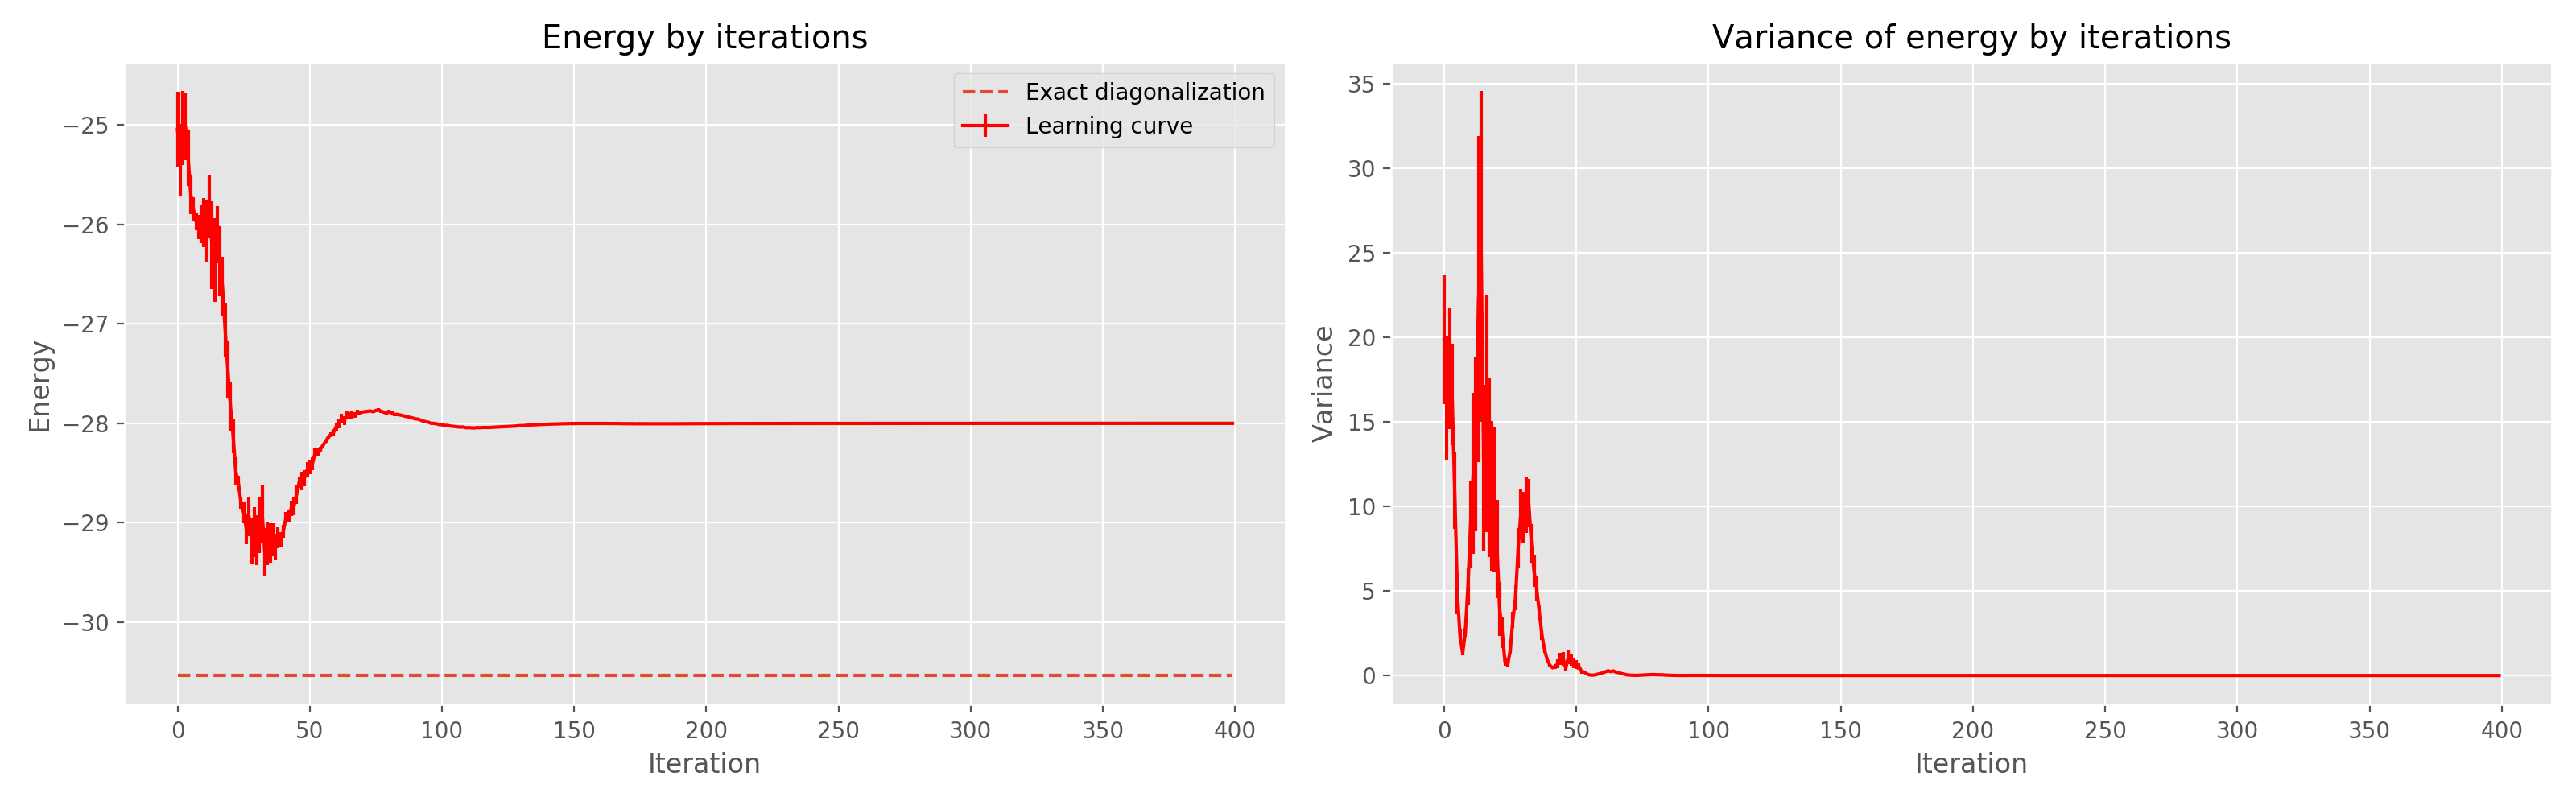 Energy by iterations
Exact diagonalization
Learning curve
−25
−26
−27
−28
−29
−30
Energy
0 50 100 150 200 250 300 350 400
Iteration
Variance of energy by iterations
35
30
25
20
15
10
5
0
Variance
0 50 100 150 200 250 300 350 400
Iteration